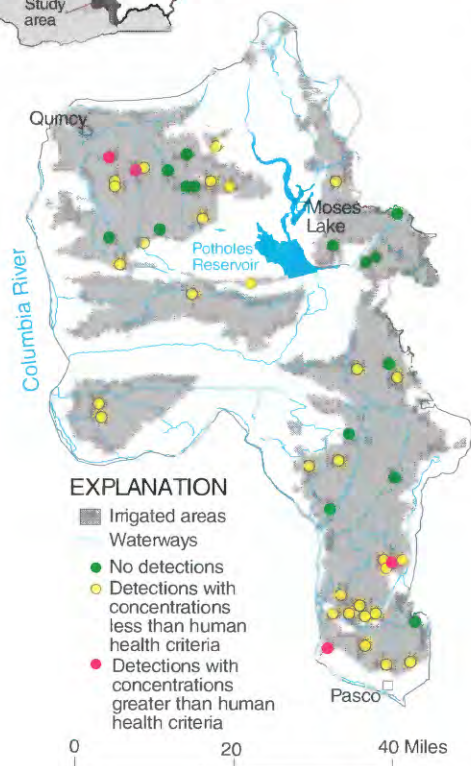 Study
area
Quincy
Moses
Lake
Potholes
Reservoir
Columbia River
EXPLANATION
Irrigated areas
Waterways
No detections
Detections with
concentrations
less than human
health criteria
Detections with
concentrations
greater than human
health criteria
Pasco
0 20 40 Miles